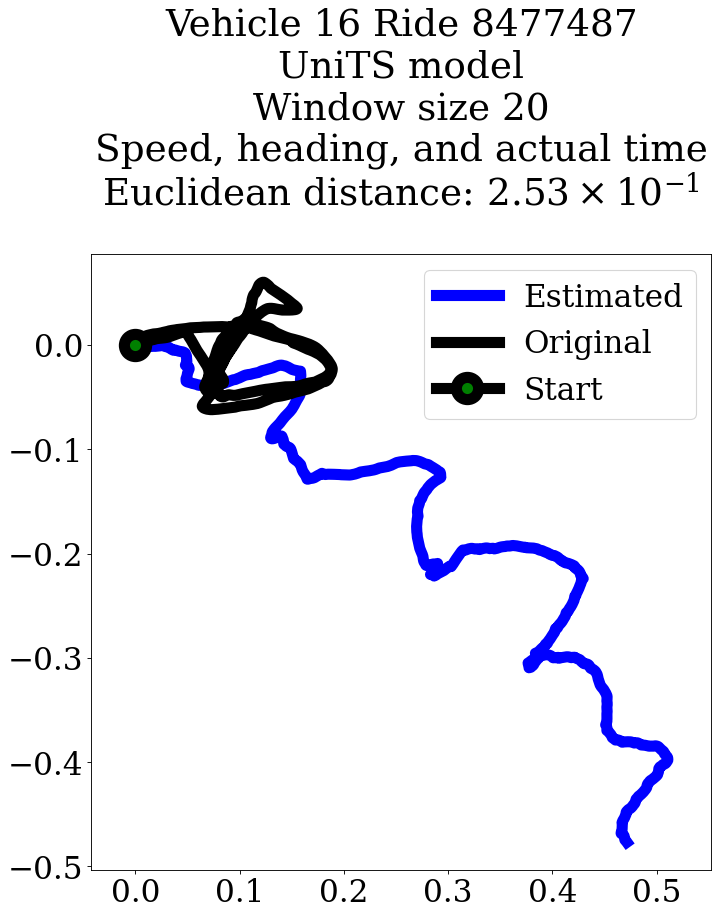 Vehicle 16 Ride 8477487
UniTS model
Window size 20
Speed, heading, and actual time
Euclidean distance: 2.53 × 10⁻¹
Estimated
Original
Start
0.0
−0.1
−0.2
−0.3
−0.4
−0.5
0.0 0.1 0.2 0.3 0.4 0.5